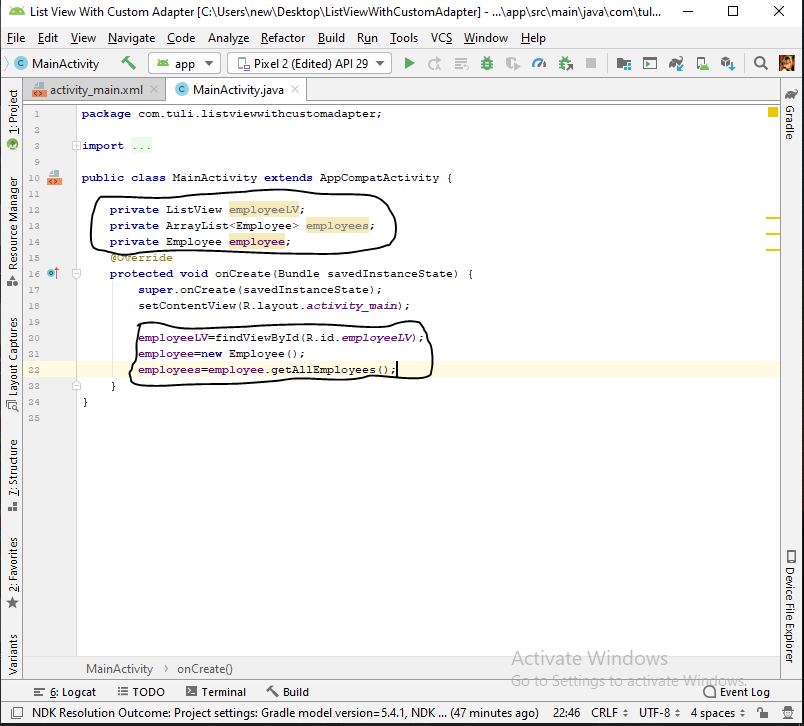 List View With Custom Adapter [C:\Users\new\Desktop\ListViewWithCustomAdapter] - ...\app\src\main\java\com\tul...
File Edit View Navigate Code Analyze Refactor Build Run Tools VCS Window Help
MainActivity app Pixel 2 (Edited) API 29
activity_main.xml MainActivity.java
1: Project
Resource Manager
Layout Captures
7: Structure
2: Favorites
Variants
1 package com.tuli.listviewwithcustomadapter;
2
3 import ...
9
10 public class MainActivity extends AppCompatActivity {
11
12 private ListView employeeLV;
13 private ArrayList<Employee> employees;
14 private Employee employee;
15 @Override
16 protected void onCreate(Bundle savedInstanceState) {
17 super.onCreate(savedInstanceState);
18 setContentView(R.layout.activity_main);
19
20 employeeLV=findViewById(R.id.employeeLV);
21 employee=new Employee();
22 employees=employee.getAllEmployees();
23 }
24 }
25
Gradle
Device File Explorer
Activate Windows
Go to Settings to activate Windows.
MainActivity onCreate()
6: Logcat TODO Terminal Build Event Log
NDK Resolution Outcome: Project settings: Gradle model version=5.4.1, NDK ... (47 minutes ago) 22:46 CRLF UTF-8 4 spaces